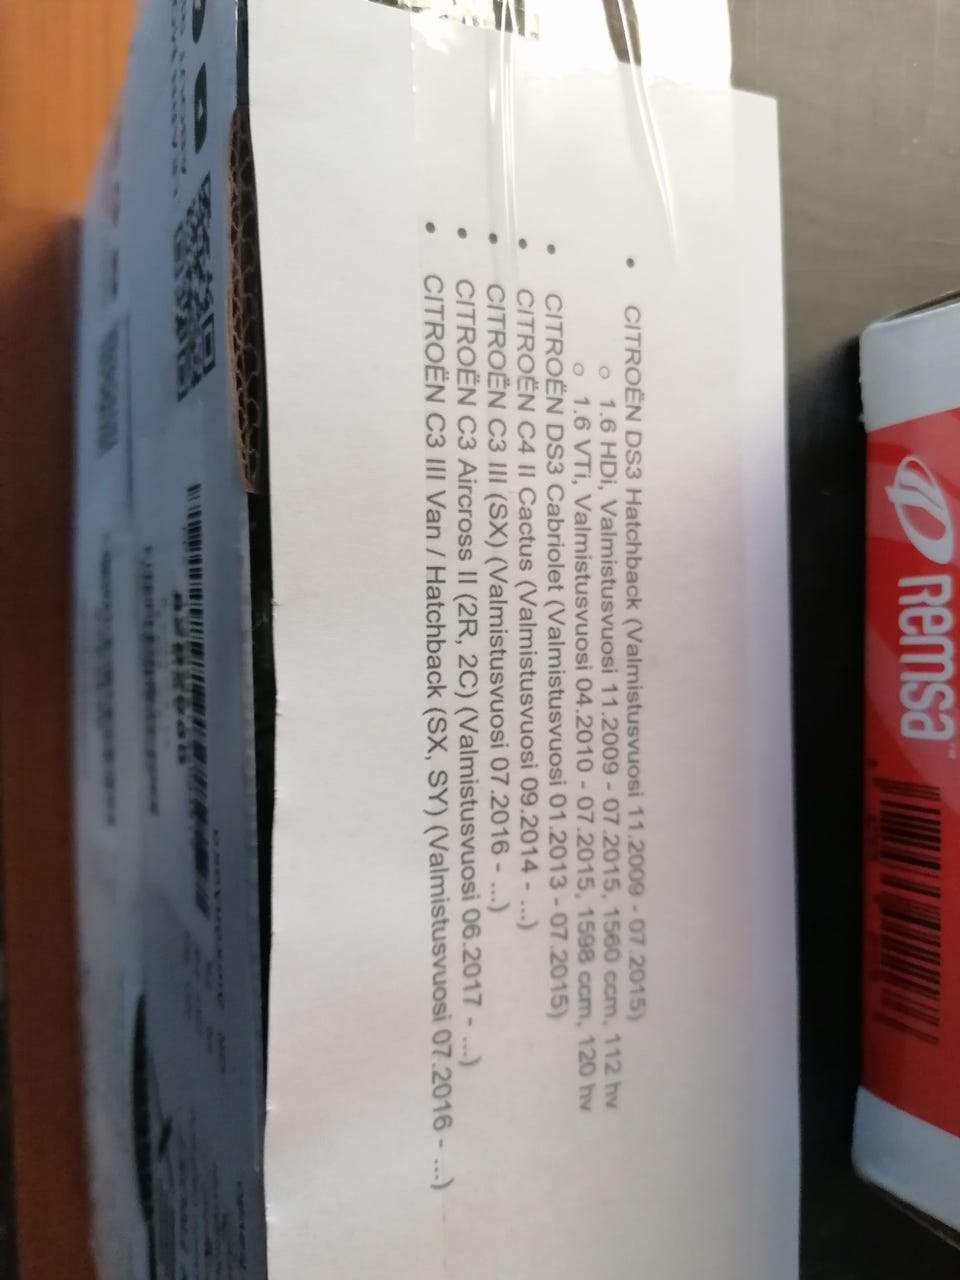 • CITROËN DS3 Hatchback (Valmistusvuosi 11.2009 - 07.2015)
○ 1.6 HDi, Valmistusvuosi 11.2009 - 07.2015, 1560 ccm, 112 hv
○ 1.6 VTi, Valmistusvuosi 04.2010 - 07.2015, 1598 ccm, 120 hv
• CITROËN DS3 Cabriolet (Valmistusvuosi 01.2013 - 07.2015)
• CITROËN C4 II Cactus (Valmistusvuosi 09.2014 - ...)
• CITROËN C3 III (SX) (Valmistusvuosi 07.2016 - ...)
• CITROËN C3 Aircross II (2R, 2C) (Valmistusvuosi 06.2017 - ...)
• CITROËN C3 III Van / Hatchback (SX, SY) (Valmistusvuosi 07.2016 - ...)
Remsa™